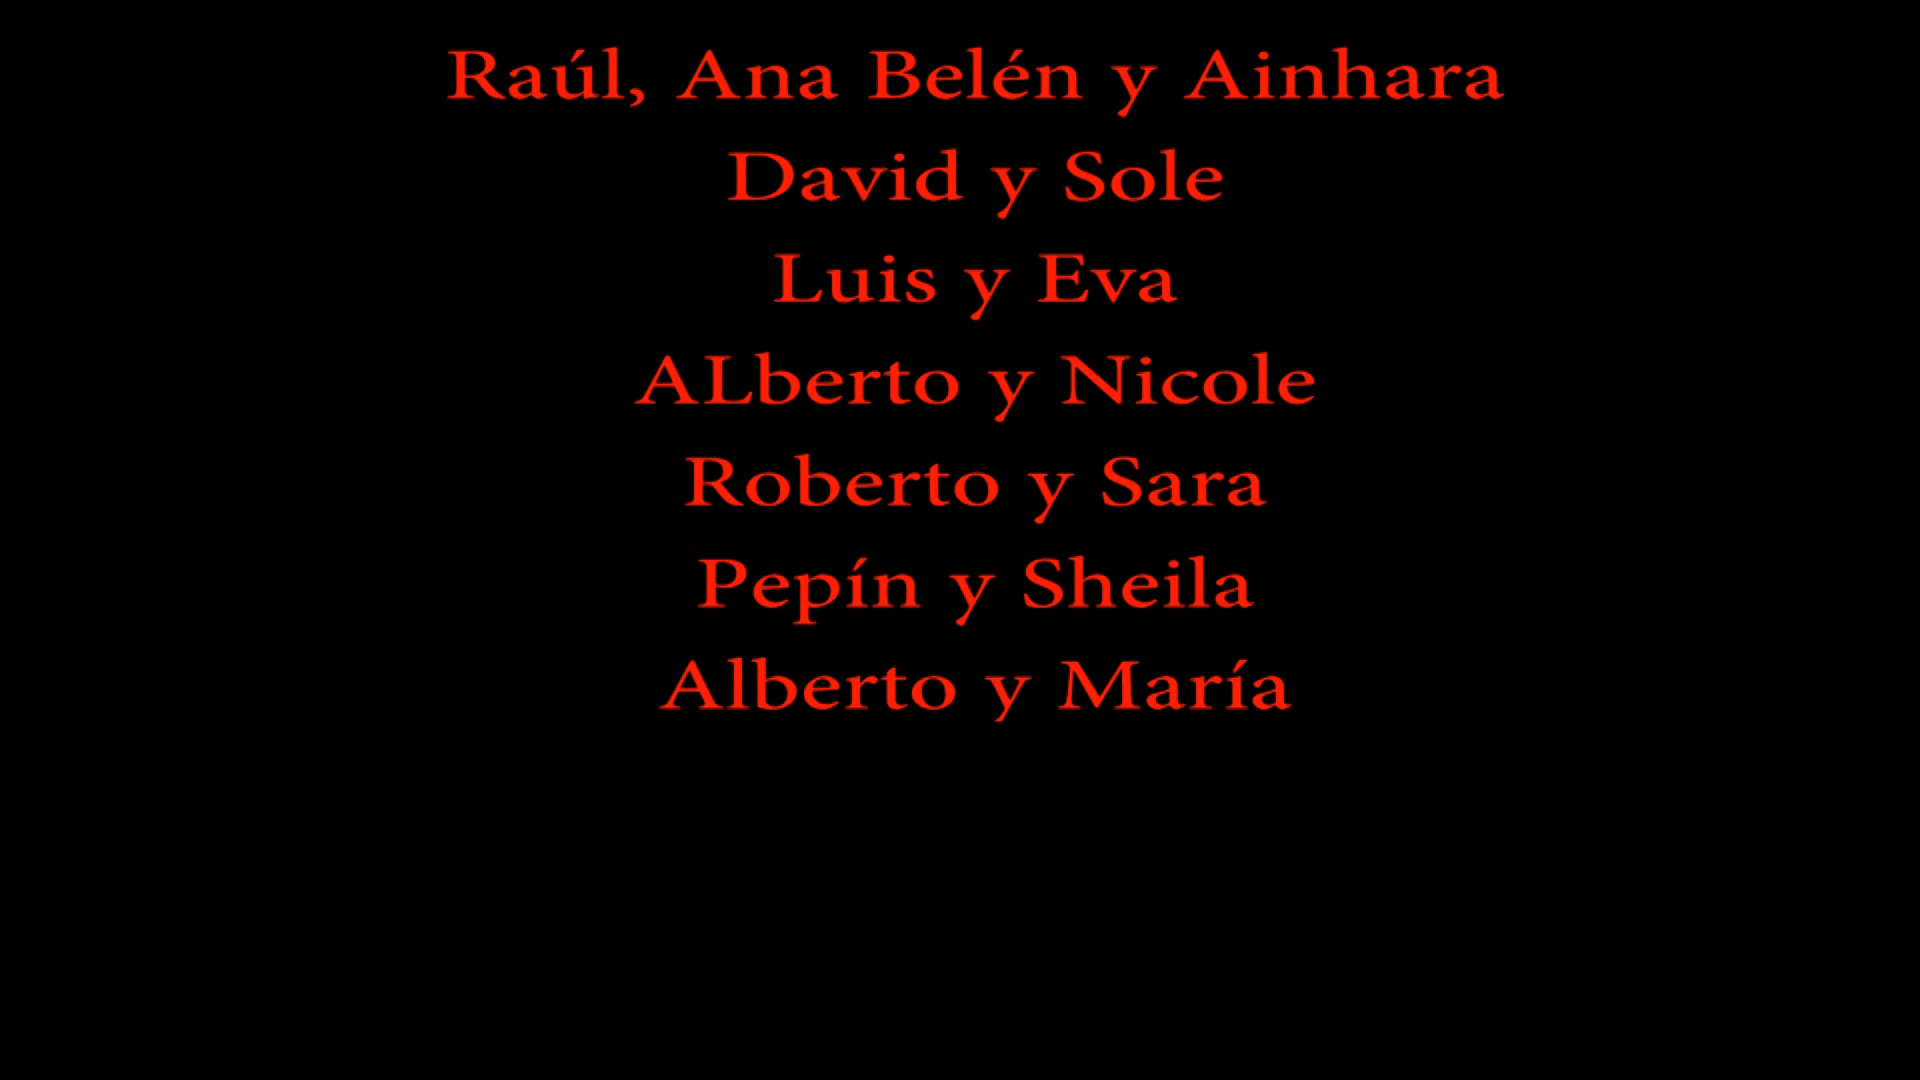 Raúl, Ana Belén y Ainhara
David y Sole
Luis y Eva
ALberto y Nicole
Roberto y Sara
Pepín y Sheila
Alberto y María